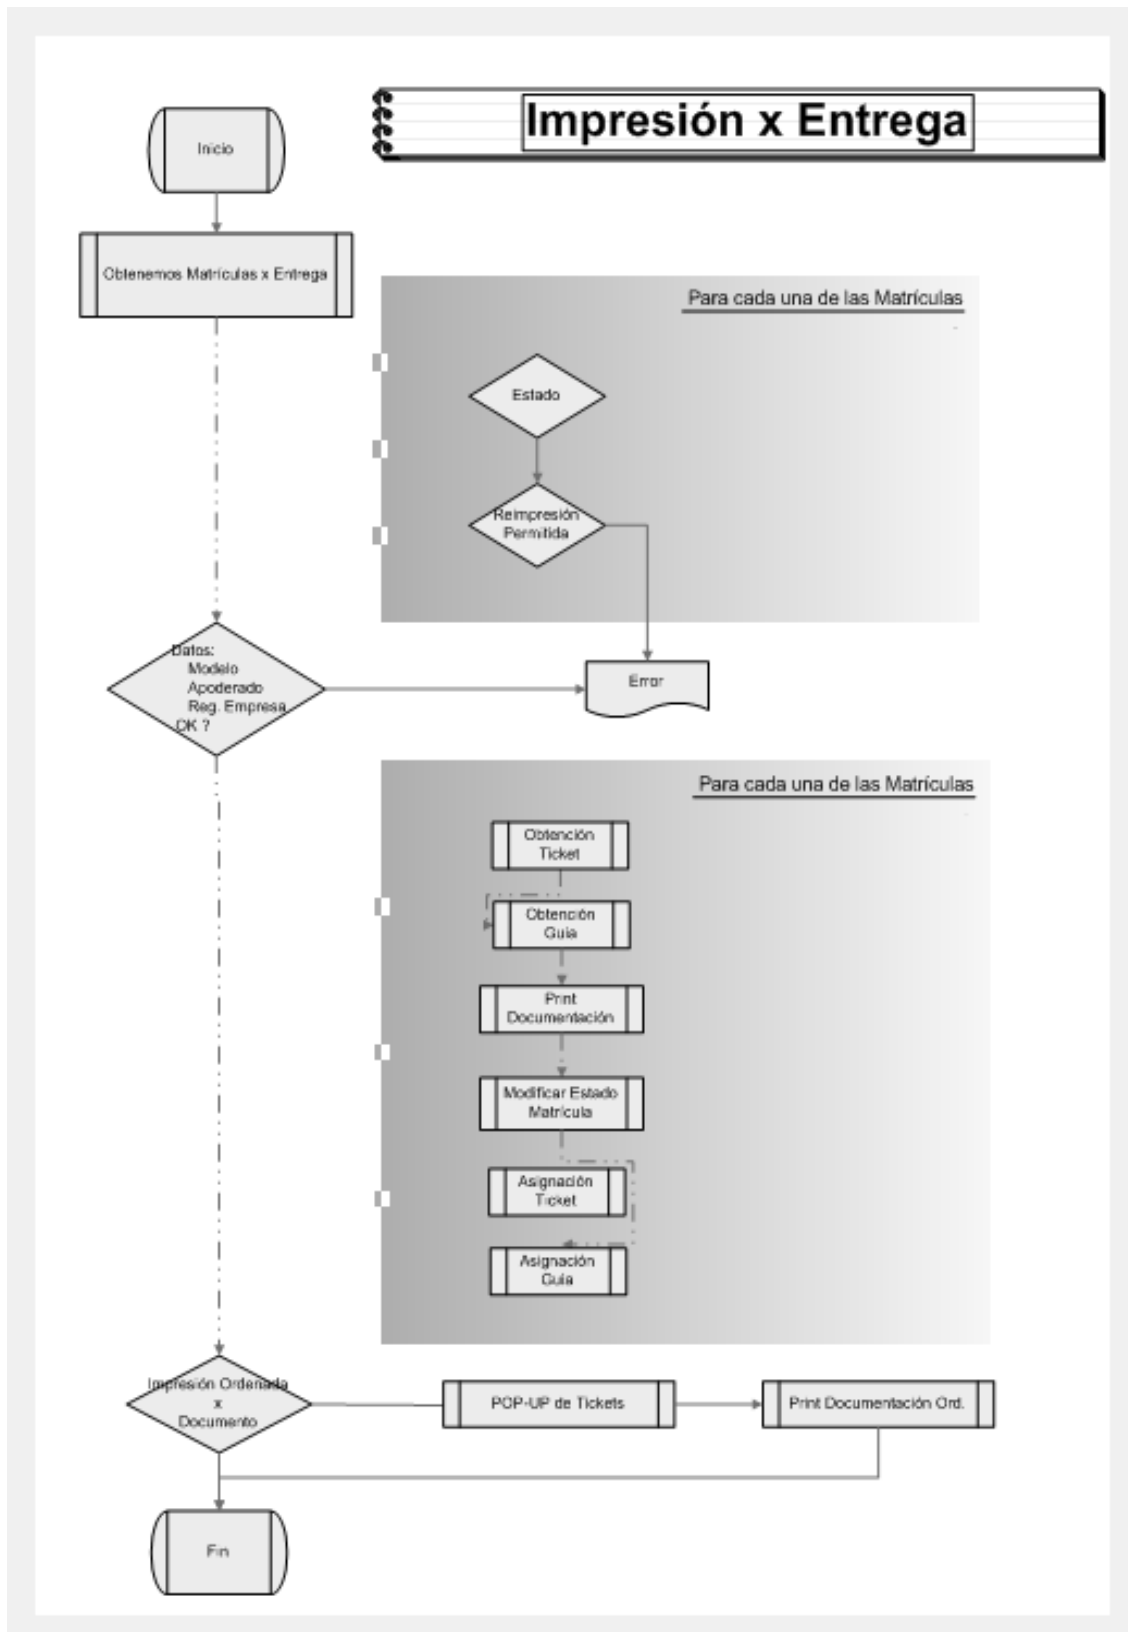 Impresión x Entrega
Inicio
Obtenemos Matrículas x Entrega
Para cada una de las Matrículas
Estado
Reimpresión
Permitida
Datos:
Modelo
Apoderado
Reg. Empresa
OK ?
Error
Para cada una de las Matrículas
Obtención
Ticket
Obtención
Guía
Print
Documentación
Modificar Estado
Matrícula
Asignación
Ticket
Asignación
Guía
Impresión Ordenada
x
Documento
POP-UP de Tickets
Print Documentación Ord.
Fin